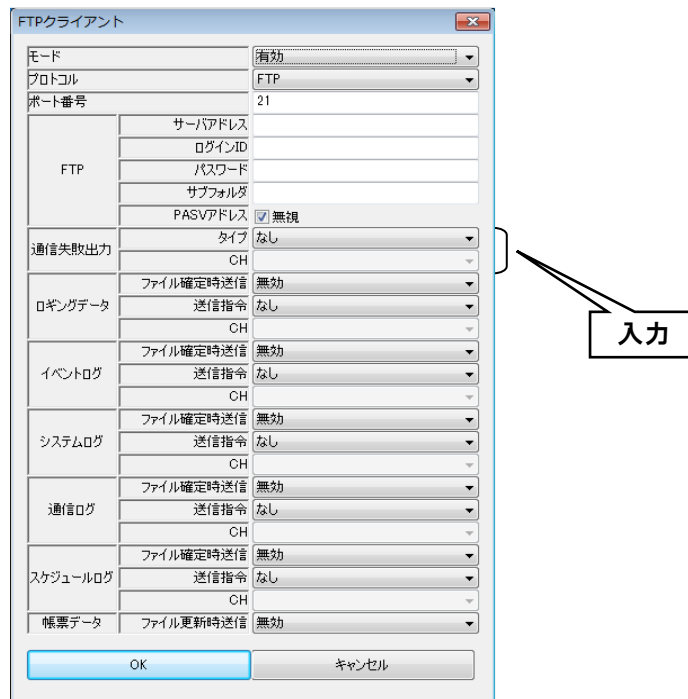 FTPクライアント
モード 有効
プロトコル FTP
ポート番号 21
FTP サーバアドレス
ログインID
パスワード
サブフォルダ
PASVアドレス 無視
通信失敗出力 タイプ なし
CH
ロギングデータ ファイル確定時送信 無効
送信指令 なし
CH
イベントログ ファイル確定時送信 無効
送信指令 なし
CH
システムログ ファイル確定時送信 無効
送信指令 なし
CH
通信ログ ファイル確定時送信 無効
送信指令 なし
CH
スケジュールログ ファイル確定時送信 無効
送信指令 なし
CH
帳票データ ファイル更新時送信 無効
OK キャンセル
入力